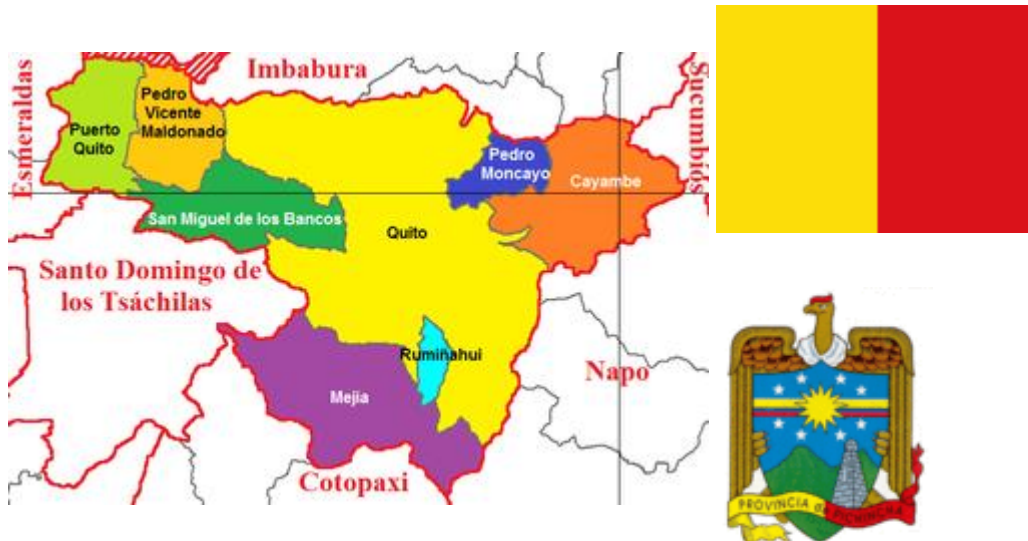 Esmeraldas
Imbabura
Sucumbíos
Pedro
Vicente
Maldonado
Puerto
Quito
Pedro
Moncayo
Cayambe
San Miguel de los Bancos
Quito
Santo Domingo de
los Tsáchilas
Rumiñahui
Napo
Mejia
Cotopaxi
PROVINCIA de PICHINCHA